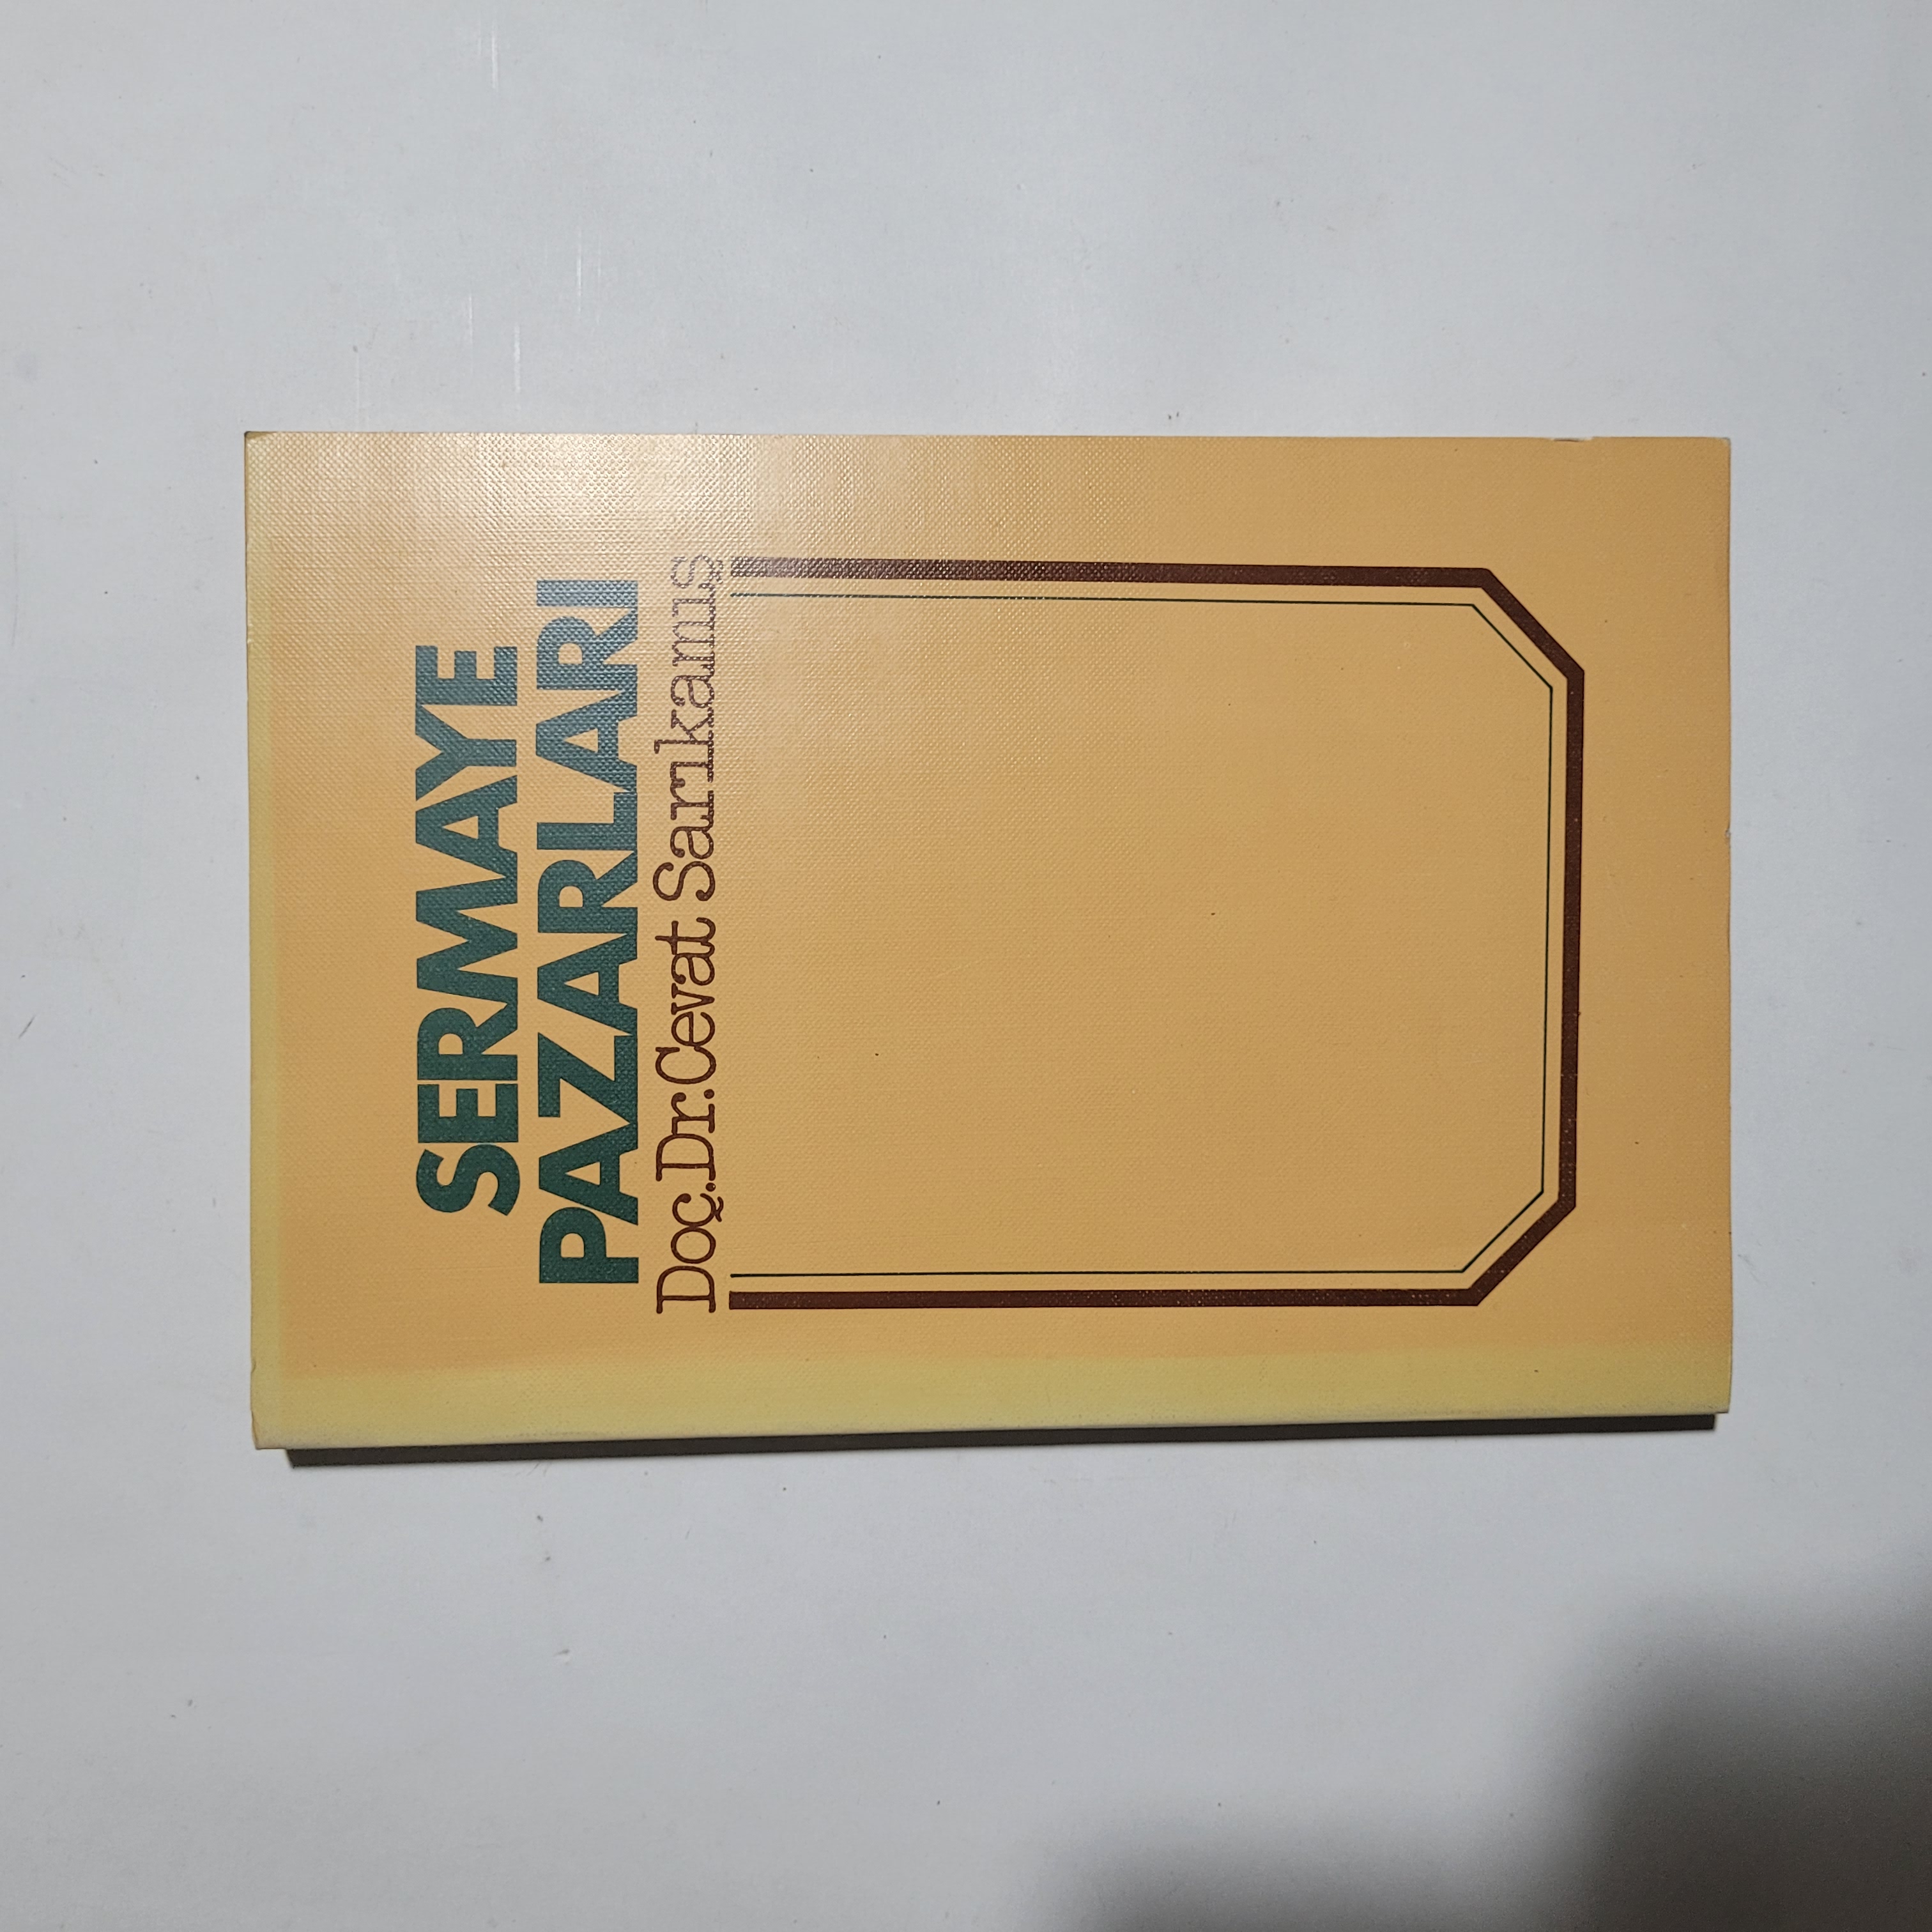 SERMAYE
PAZARLARI
Doç.Dr.Cevat Sarıkamış